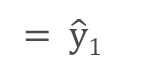 = ŷ₁